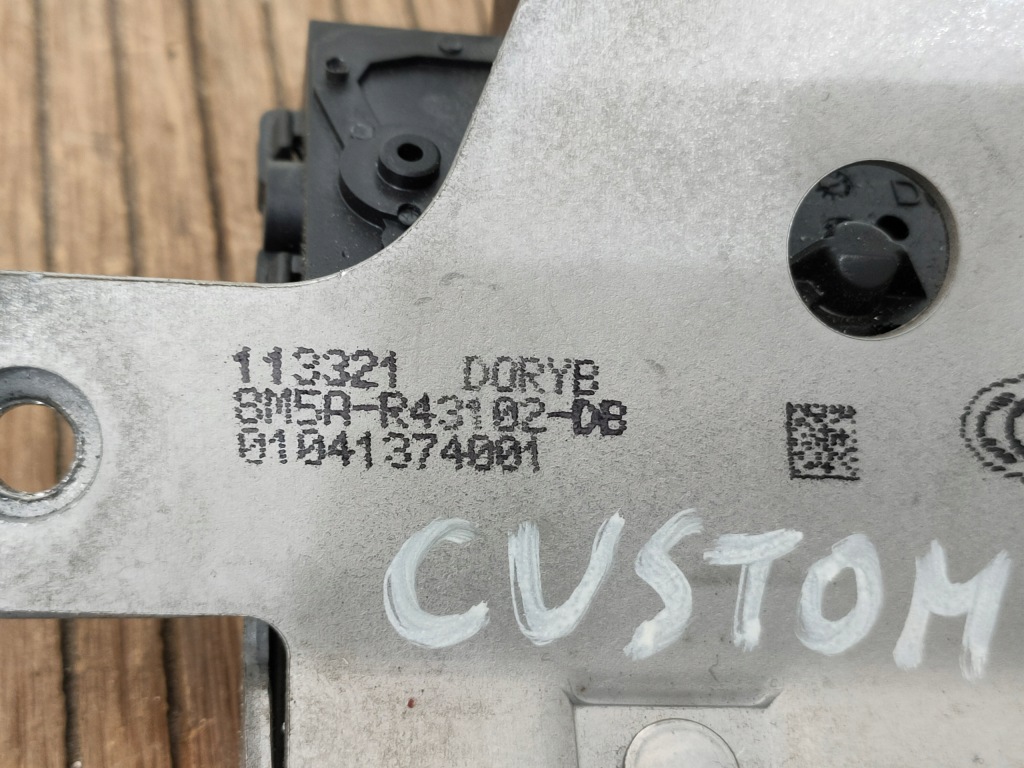 D
113321 DORYB
8M5A-R43102-DB
01041374001
CUSTOM